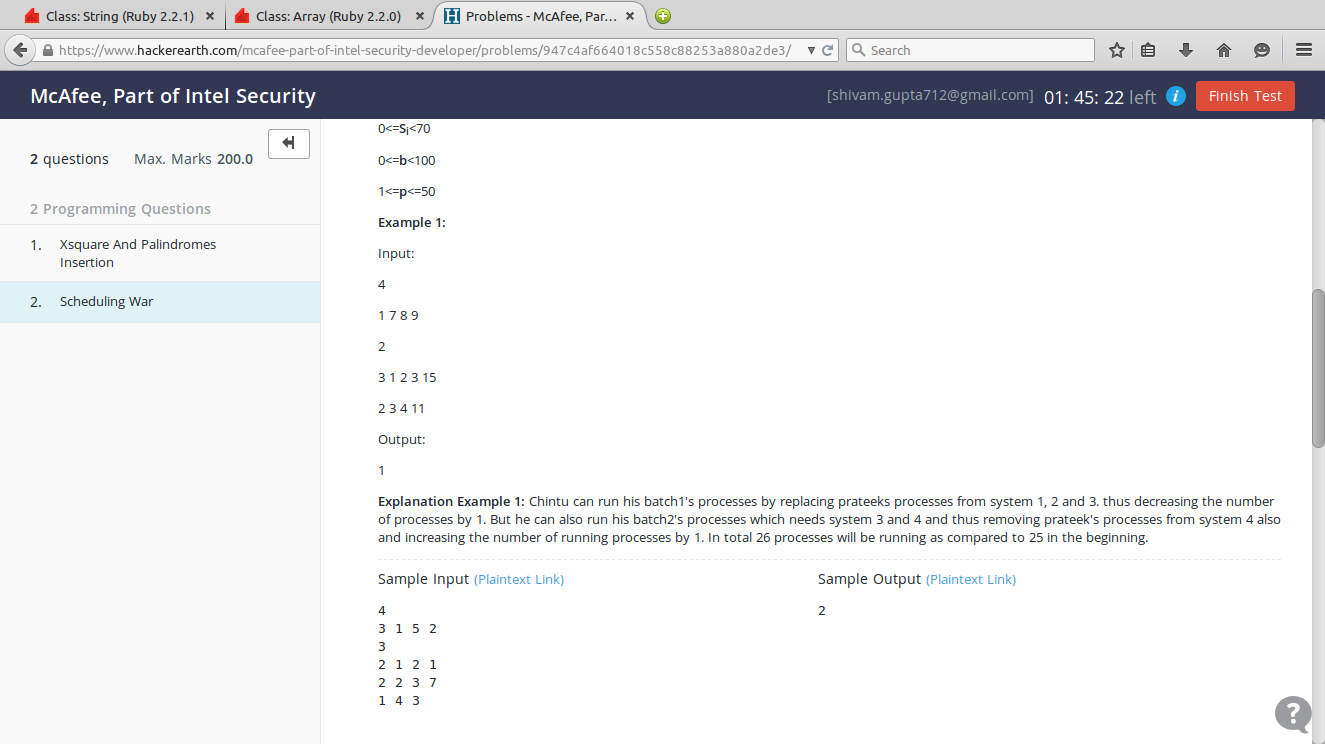 Class: String (Ruby 2.2.1) × Class: Array (Ruby 2.2.0) × Problems - McAfee, Par... ×
https://www.hackerearth.com/mcafee-part-of-intel-security-developer/problems/947c4af664018c558c88253a880a2de3/ Search
McAfee, Part of Intel Security [shivam.gupta712@gmail.com] 01: 45: 22 left i Finish Test
2 questions Max. Marks 200.0
2 Programming Questions
1. Xsquare And Palindromes
Insertion
2. Scheduling War
0<=Si<70
0<=b<100
1<=p<=50
Example 1:
Input:
4
1 7 8 9
2
3 1 2 3 15
2 3 4 11
Output:
1
Explanation Example 1: Chintu can run his batch1's processes by replacing prateeks processes from system 1, 2 and 3. thus decreasing the number
of processes by 1. But he can also run his batch2's processes which needs system 3 and 4 and thus removing prateek's processes from system 4 also
and increasing the number of running processes by 1. In total 26 processes will be running as compared to 25 in the beginning.
Sample Input (Plaintext Link)
4
3 1 5 2
3
2 1 2 1
2 2 3 7
1 4 3
Sample Output (Plaintext Link)
2
?